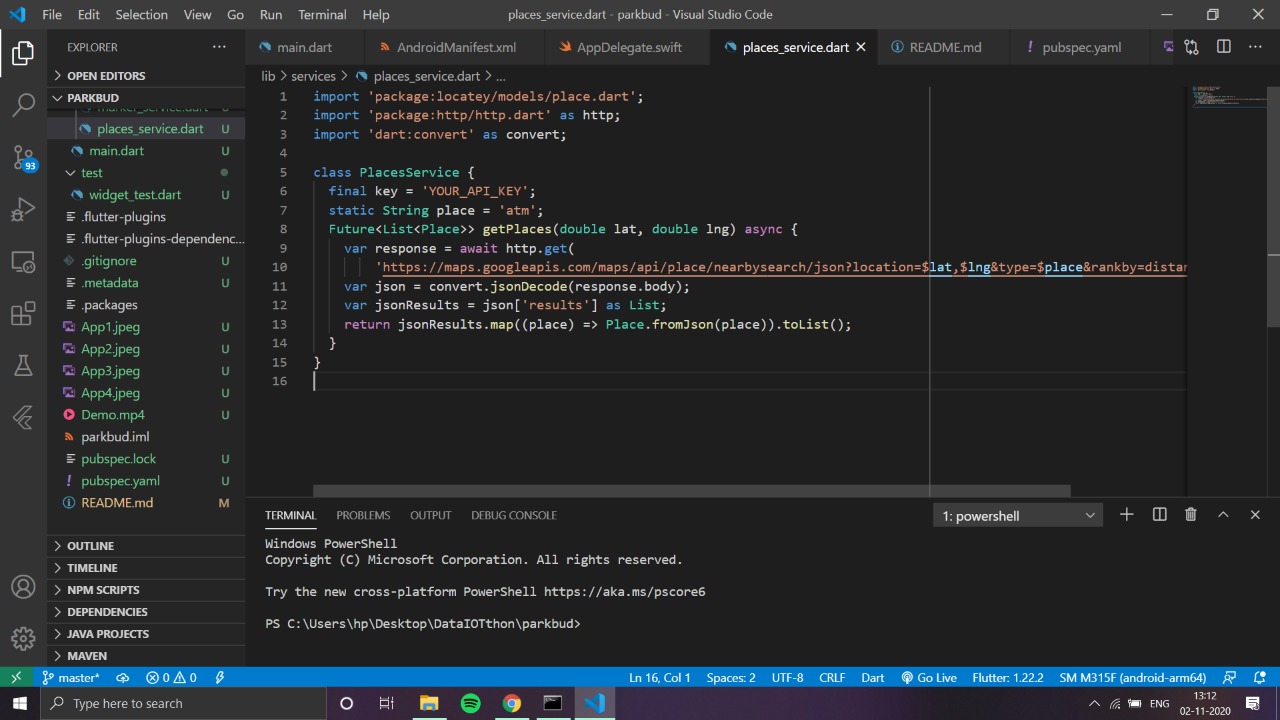 File Edit Selection View Go Run Terminal Help places_service.dart - parkbud - Visual Studio Code
EXPLORER
main.dart AndroidManifest.xml AppDelegate.swift places_service.dart README.md pubspec.yaml
OPEN EDITORS
PARKBUD
places_service.dart U
main.dart U
test
widget_test.dart U
.flutter-plugins
.flutter-plugins-dependenc...
.gitignore U
.metadata U
.packages
App1.jpeg U
App2.jpeg U
App3.jpeg U
App4.jpeg U
Demo.mp4 U
parkbud.iml
pubspec.lock U
pubspec.yaml U
README.md M
OUTLINE
TIMELINE
NPM SCRIPTS
DEPENDENCIES
JAVA PROJECTS
MAVEN
93
lib > services > places_service.dart > ...
1 import 'package:locatey/models/place.dart';
2 import 'package:http/http.dart' as http;
3 import 'dart:convert' as convert;
4
5 class PlacesService {
6 final key = 'YOUR_API_KEY';
7 static String place = 'atm';
8 Future<List<Place>> getPlaces(double lat, double lng) async {
9 var response = await http.get(
10 'https://maps.googleapis.com/maps/api/place/nearbysearch/json?location=$lat,$lng&type=$place&rankby=distan
11 var json = convert.jsonDecode(response.body);
12 var jsonResults = json['results'] as List;
13 return jsonResults.map((place) => Place.fromJson(place)).toList();
14 }
15 }
16
TERMINAL PROBLEMS OUTPUT DEBUG CONSOLE 1: powershell
Windows PowerShell
Copyright (C) Microsoft Corporation. All rights reserved.
Try the new cross-platform PowerShell https://aka.ms/pscore6
PS C:\Users\hp\Desktop\DataIOTthon\parkbud>
master* 0 0 Ln 16, Col 1 Spaces: 2 UTF-8 CRLF Dart Go Live Flutter: 1.22.2 SM M315F (android-arm64)
Type here to search ENG 13:12
02-11-2020